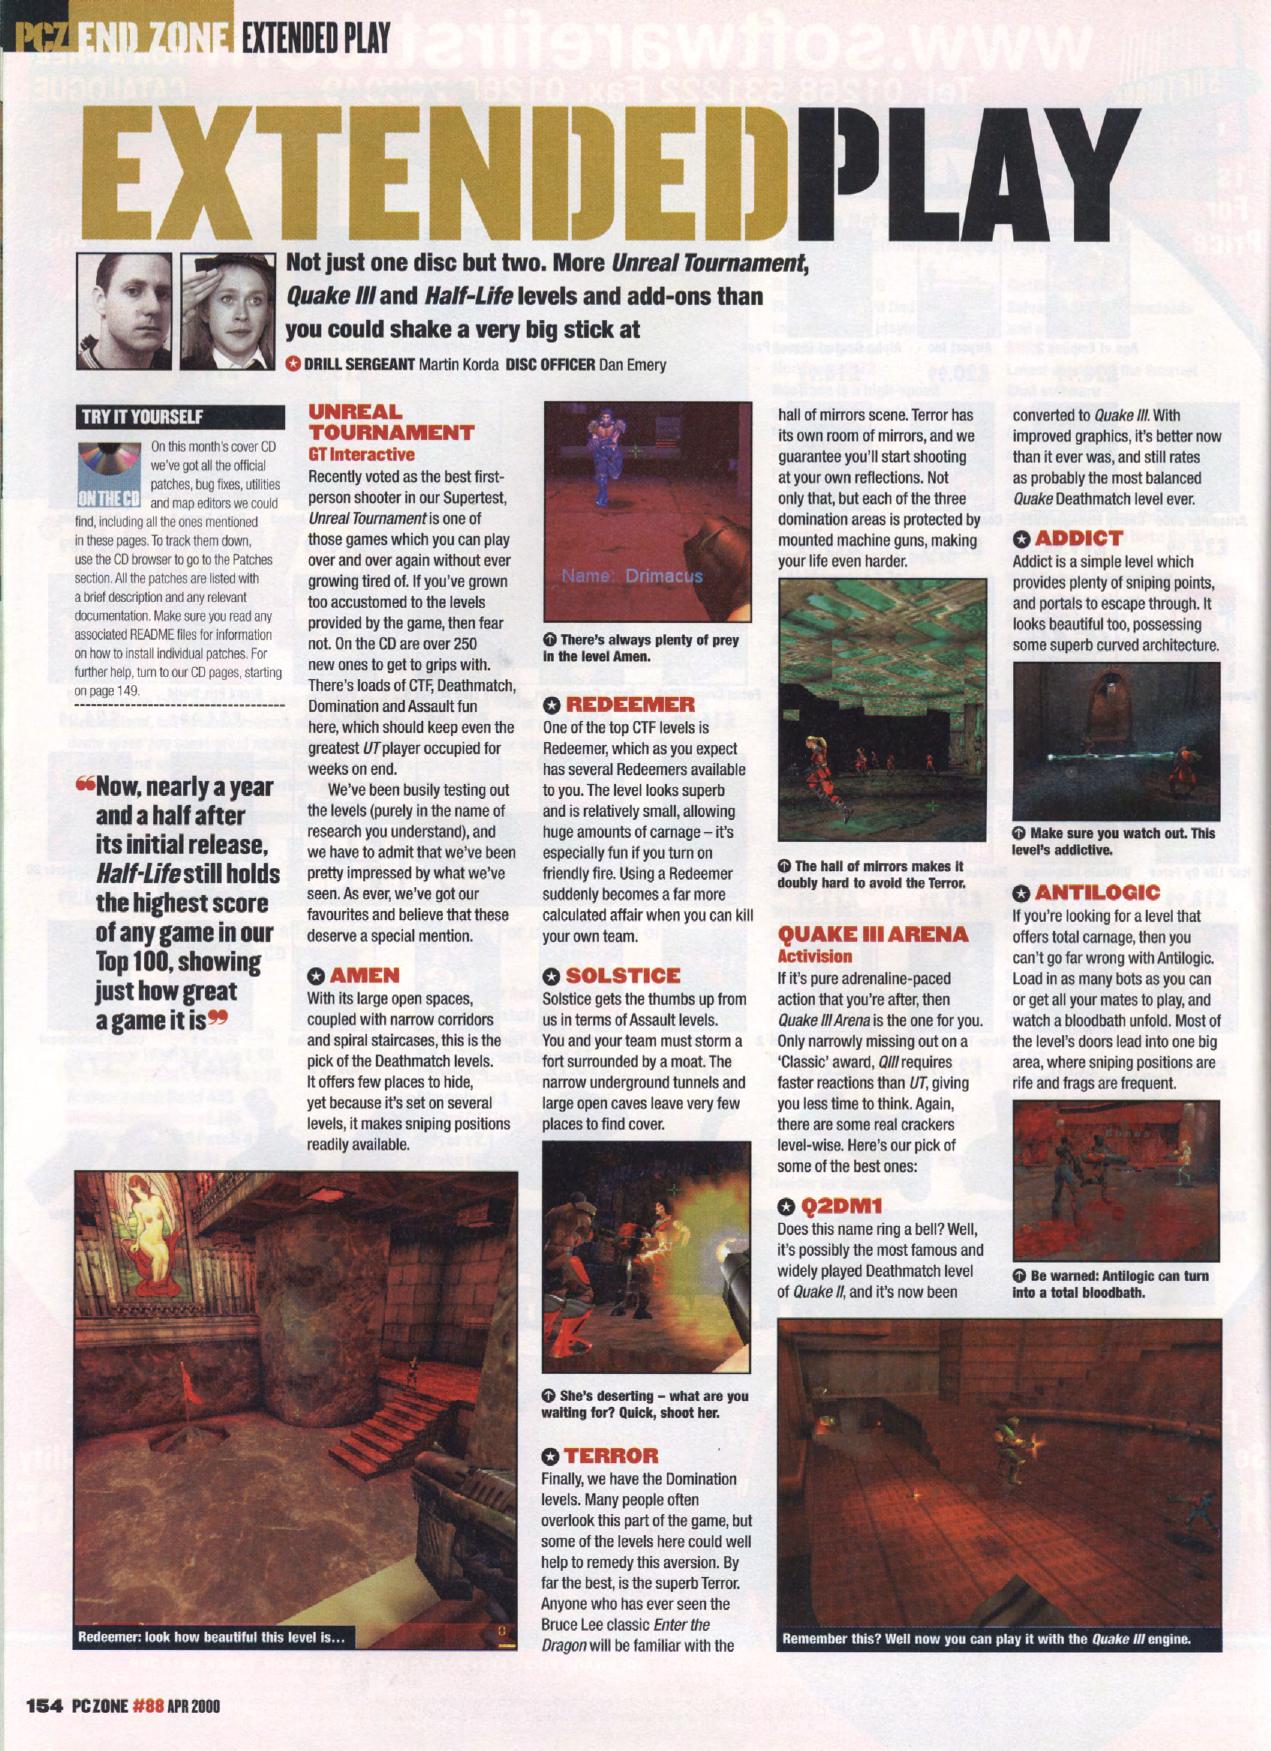 PCZ END ZONE EXTENDED PLAY
EXTENDEDPLAY
Not just one disc but two. More Unreal Tournament,
Quake III and Half-Life levels and add-ons than
you could shake a very big stick at
DRILL SERGEANT Martin Korda DISC OFFICER Dan Emery
TRY IT YOURSELF
ON THE CD
On this month's cover CD
we've got all the official
patches, bug fixes, utilities
and map editors we could
find, including all the ones mentioned
in these pages. To track them down,
use the CD browser to go to the Patches
section. All the patches are listed with
a brief description and any relevant
documentation. Make sure you read any
associated README files for information
on how to install individual patches. For
further help, turn to our CD pages, starting
on page 149.
“Now, nearly a year
and a half after
its initial release,
Half-Life still holds
the highest score
of any game in our
Top 100, showing
just how great
a game it is”
UNREAL
TOURNAMENT
GT Interactive
Recently voted as the best first-
person shooter in our Supertest,
Unreal Tournament is one of
those games which you can play
over and over again without ever
growing tired of. If you've grown
too accustomed to the levels
provided by the game, then fear
not. On the CD are over 250
new ones to get to grips with.
There's loads of CTF, Deathmatch,
Domination and Assault fun
here, which should keep even the
greatest UT player occupied for
weeks on end.
We've been busily testing out
the levels (purely in the name of
research you understand), and
we have to admit that we've been
pretty impressed by what we've
seen. As ever, we've got our
favourites and believe that these
deserve a special mention.
AMEN
With its large open spaces,
coupled with narrow corridors
and spiral staircases, this is the
pick of the Deathmatch levels.
It offers few places to hide,
yet because it's set on several
levels, it makes sniping positions
readily available.
Redeemer: look how beautiful this level is...
Name: Drimacus
There's always plenty of prey
in the level Amen.
REDEEMER
One of the top CTF levels is
Redeemer, which as you expect
has several Redeemers available
to you. The level looks superb
and is relatively small, allowing
huge amounts of carnage – it's
especially fun if you turn on
friendly fire. Using a Redeemer
suddenly becomes a far more
calculated affair when you can kill
your own team.
SOLSTICE
Solstice gets the thumbs up from
us in terms of Assault levels.
You and your team must storm a
fort surrounded by a moat. The
narrow underground tunnels and
large open caves leave very few
places to find cover.
She's deserting – what are you
waiting for? Quick, shoot her.
TERROR
Finally, we have the Domination
levels. Many people often
overlook this part of the game, but
some of the levels here could well
help to remedy this aversion. By
far the best, is the superb Terror.
Anyone who has ever seen the
Bruce Lee classic Enter the
Dragon will be familiar with the
hall of mirrors scene. Terror has
its own room of mirrors, and we
guarantee you'll start shooting
at your own reflections. Not
only that, but each of the three
domination areas is protected by
mounted machine guns, making
your life even harder.
The hall of mirrors makes it
doubly hard to avoid the Terror.
QUAKE III ARENA
Activision
If it's pure adrenaline-paced
action that you're after, then
Quake III Arena is the one for you.
Only narrowly missing out on a
'Classic' award, QIII requires
faster reactions than UT, giving
you less time to think. Again,
there are some real crackers
level-wise. Here's our pick of
some of the best ones:
Q2DM1
Does this name ring a bell? Well,
it's possibly the most famous and
widely played Deathmatch level
of Quake II, and it's now been
converted to Quake III. With
improved graphics, it's better now
than it ever was, and still rates
as probably the most balanced
Quake Deathmatch level ever.
ADDICT
Addict is a simple level which
provides plenty of sniping points,
and portals to escape through. It
looks beautiful too, possessing
some superb curved architecture.
Make sure you watch out. This
level's addictive.
ANTILOGIC
If you're looking for a level that
offers total carnage, then you
can't go far wrong with Antilogic.
Load in as many bots as you can
or get all your mates to play, and
watch a bloodbath unfold. Most of
the level's doors lead into one big
area, where sniping positions are
rife and frags are frequent.
Be warned: Antilogic can turn
into a total bloodbath.
Remember this? Well now you can play it with the Quake III engine.
154 PC ZONE #88 APR 2000